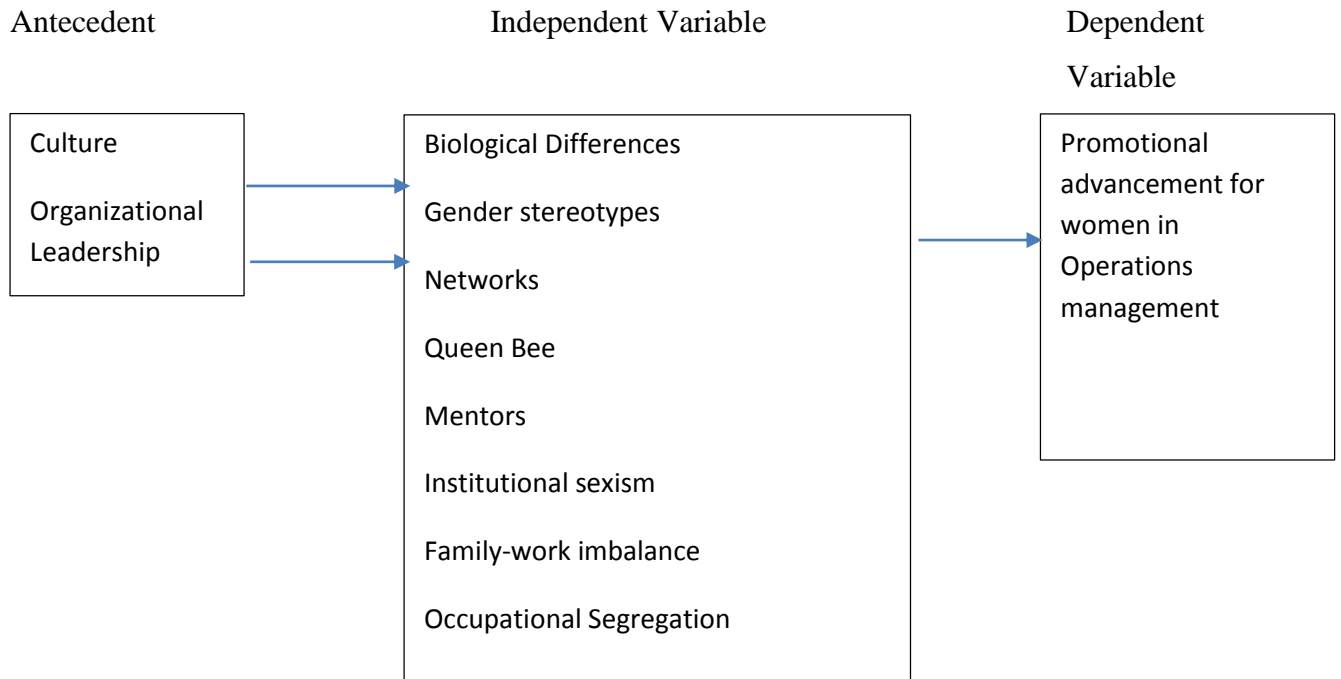 Antecedent
Independent Variable
Dependent
Variable
Culture
Organizational
Leadership
Biological Differences
Gender stereotypes
Networks
Queen Bee
Mentors
Institutional sexism
Family-work imbalance
Occupational Segregation
Promotional
advancement for
women in
Operations
management